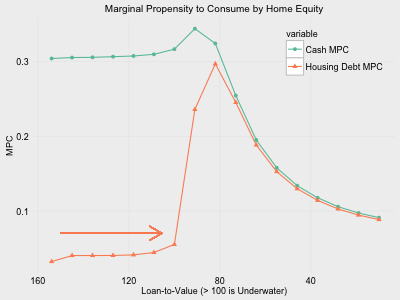 Marginal Propensity to Consume by Home Equity
variable
Cash MPC
Housing Debt MPC
MPC
0.3
0.2
0.1
160 120 80 40
Loan-to-Value (> 100 is Underwater)